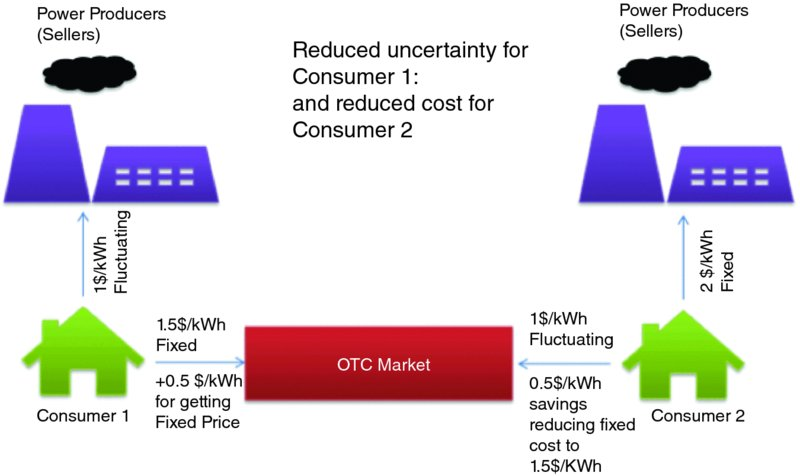 Power Producers
(Sellers)
Reduced uncertainty for
Consumer 1:
and reduced cost for
Consumer 2
Power Producers
(Sellers)
1$/kWh
Fluctuating
2 $/kWh
Fixed
1.5$/kWh
Fixed
+0.5 $/kWh
for getting
Fixed Price
OTC Market
1$/kWh
Fluctuating
0.5$/kWh
savings
reducing fixed
cost to
1.5$/KWh
Consumer 1
Consumer 2